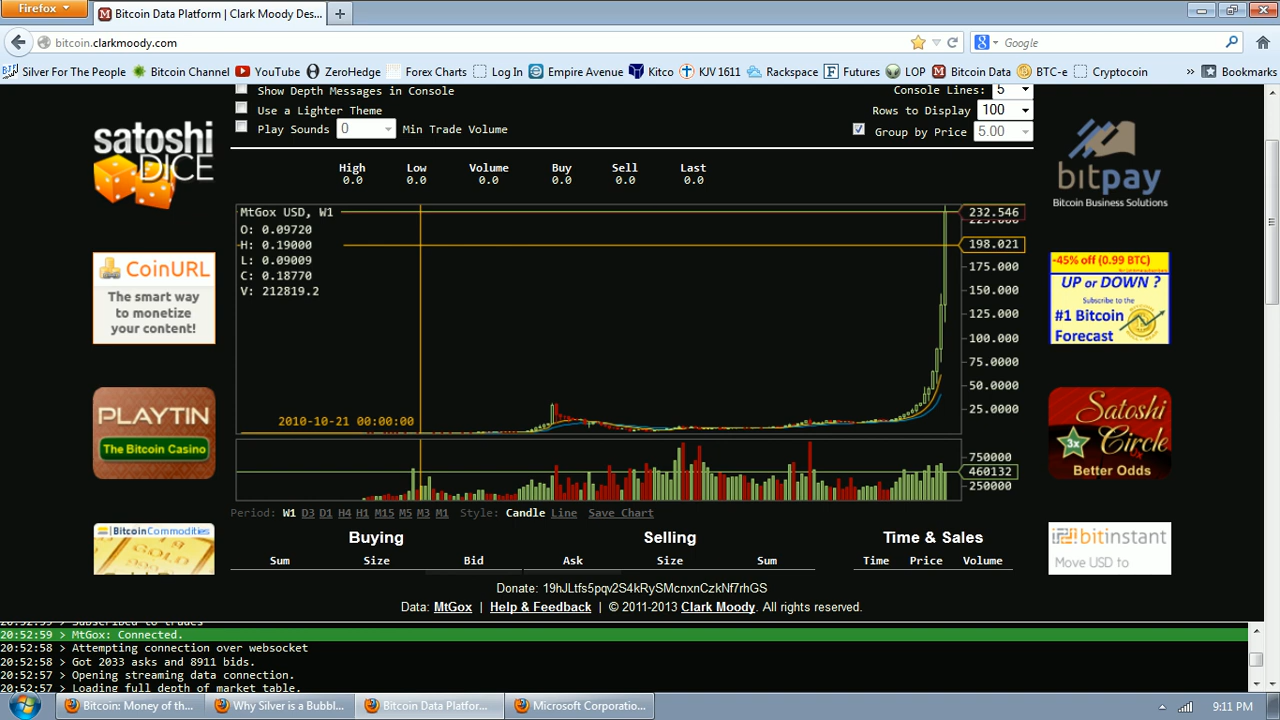 Firefox
Bitcoin Data Platform | Clark Moody Des...
bitcoin.clarkmoody.com
Google
Silver For The People
Bitcoin Channel
YouTube
ZeroHedge
Forex Charts
Log In
Empire Avenue
Kitco
KJV 1611
Rackspace
Futures
LOP
Bitcoin Data
BTC-e
Cryptocoin
»
Bookmarks
Show Depth Messages in Console
Console Lines: 5
Use a Lighter Theme
Rows to Display 100
Play Sounds 0 Min Trade Volume
Group by Price 5.00
satoshi
DICE
bitpay
Bitcoin Business Solutions
High Low Volume Buy Sell Last
0.0 0.0 0.0 0.0 0.0 0.0
MtGox USD, W1
O: 0.09720
H: 0.19000
L: 0.09009
C: 0.18770
V: 212819.2
232.546
198.021
175.000
150.000
125.000
100.000
75.0000
50.0000
25.0000
2010-10-21 00:00:00
750000
460132
250000
CoinURL
The smart way
to monetize
your content!
-45% off (0.99 BTC)
UP or DOWN ?
Subscribe to the
#1 Bitcoin
Forecast
PLAYTIN
The Bitcoin Casino
Satoshi
Circle
3x
Better Odds
Period: W1 D3 D1 H4 H1 M15 M5 M3 M1 Style: Candle Line Save Chart
Buying Selling Time & Sales
Sum Size Bid Ask Size Sum Time Price Volume
BitcoinCommodities
GOLD
bitinstant
Move USD to
Donate: 19hJLtfs5pqv2S4kRySMcnxnCzkNf7rhGS
Data: MtGox | Help & Feedback | © 2011-2013 Clark Moody. All rights reserved.
20:52:59 > Subscribed to trades
20:52:59 > MtGox: Connected.
20:52:58 > Attempting connection over websocket
20:52:58 > Got 2033 asks and 8911 bids.
20:52:57 > Opening streaming data connection.
20:52:57 > Loading full depth of market table.
Bitcoin: Money of th...
Why Silver is a Bubbl...
Bitcoin Data Platfor...
Microsoft Corporatio...
9:11 PM